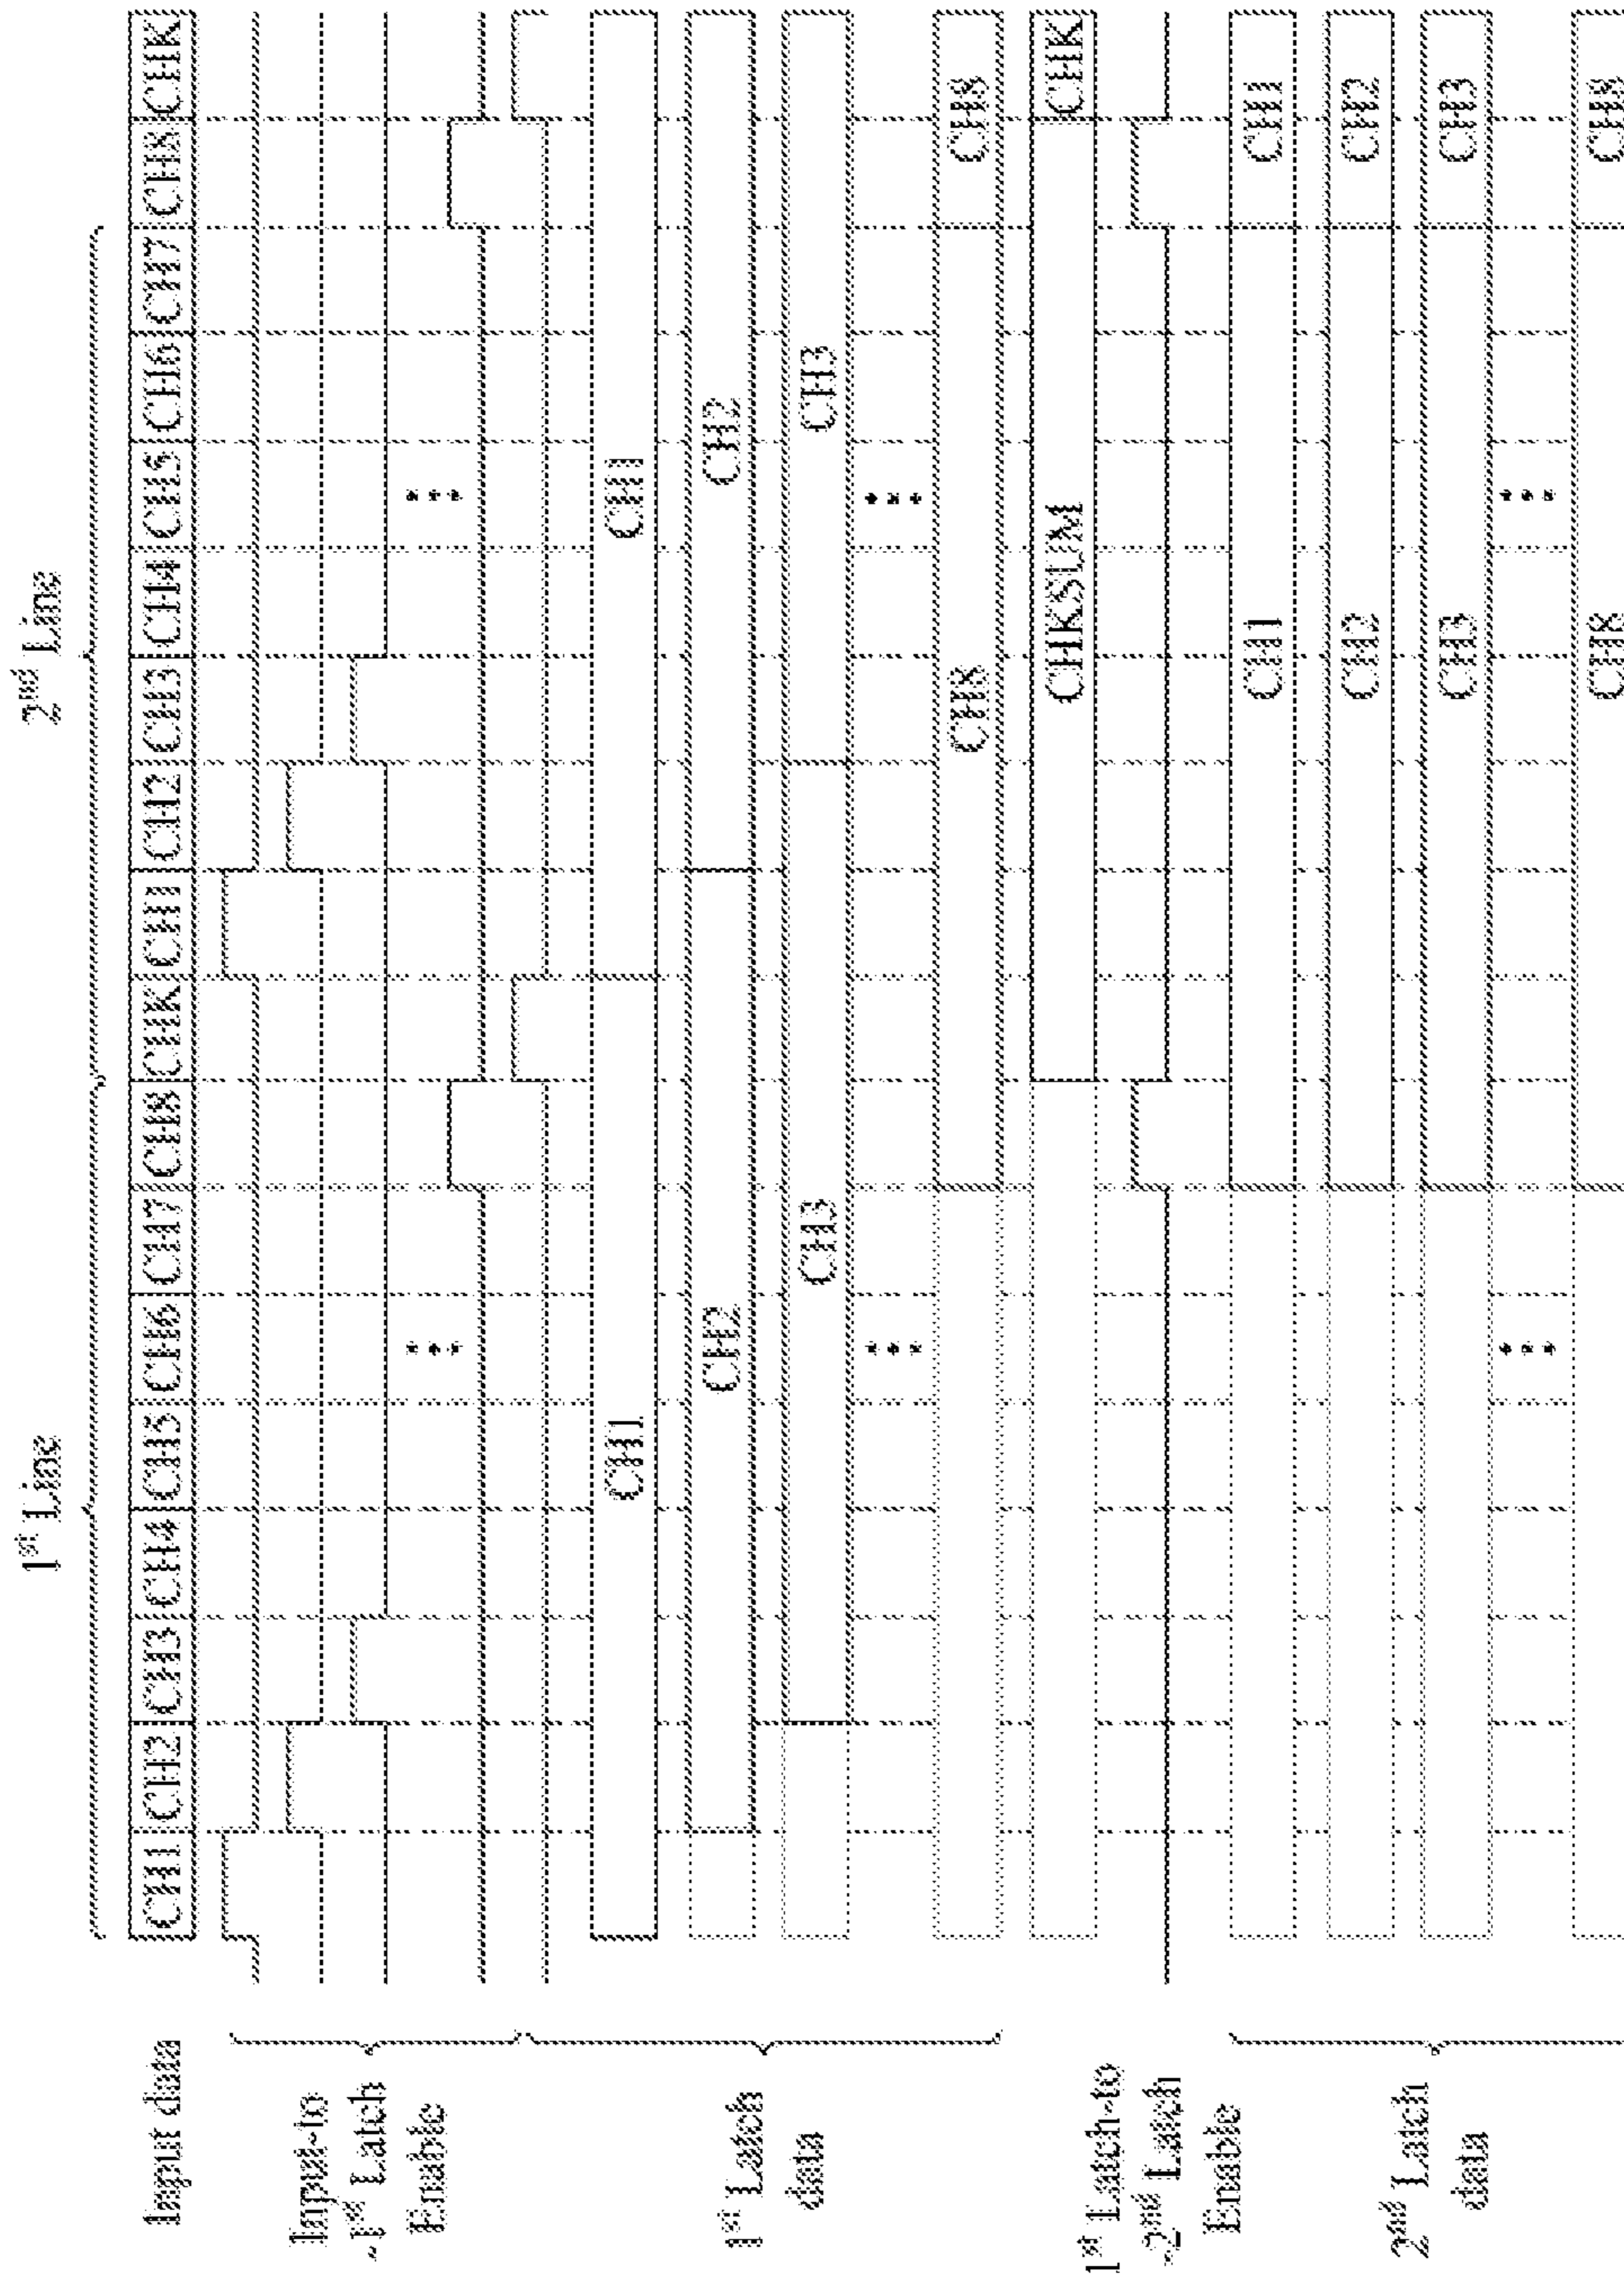 1st Line
2nd Line
Input data
CH1 CH2 CH3 CH4 CH5 CH6 CH7 CH8 CHK CH1 CH2 CH3 CH4 CH5 CH6 CH7 CH8 CHK
Input-to
-1st Latch
Enable
1st Latch
data
CH1
CH1
CH2
CH2
CH3
CH3
CH8
CH8
CHKSUM
CHK
1st Latch-to
-2nd Latch
Enable
2nd Latch
data
CH1
CH1
CH2
CH2
CH3
CH3
CH8
CH8